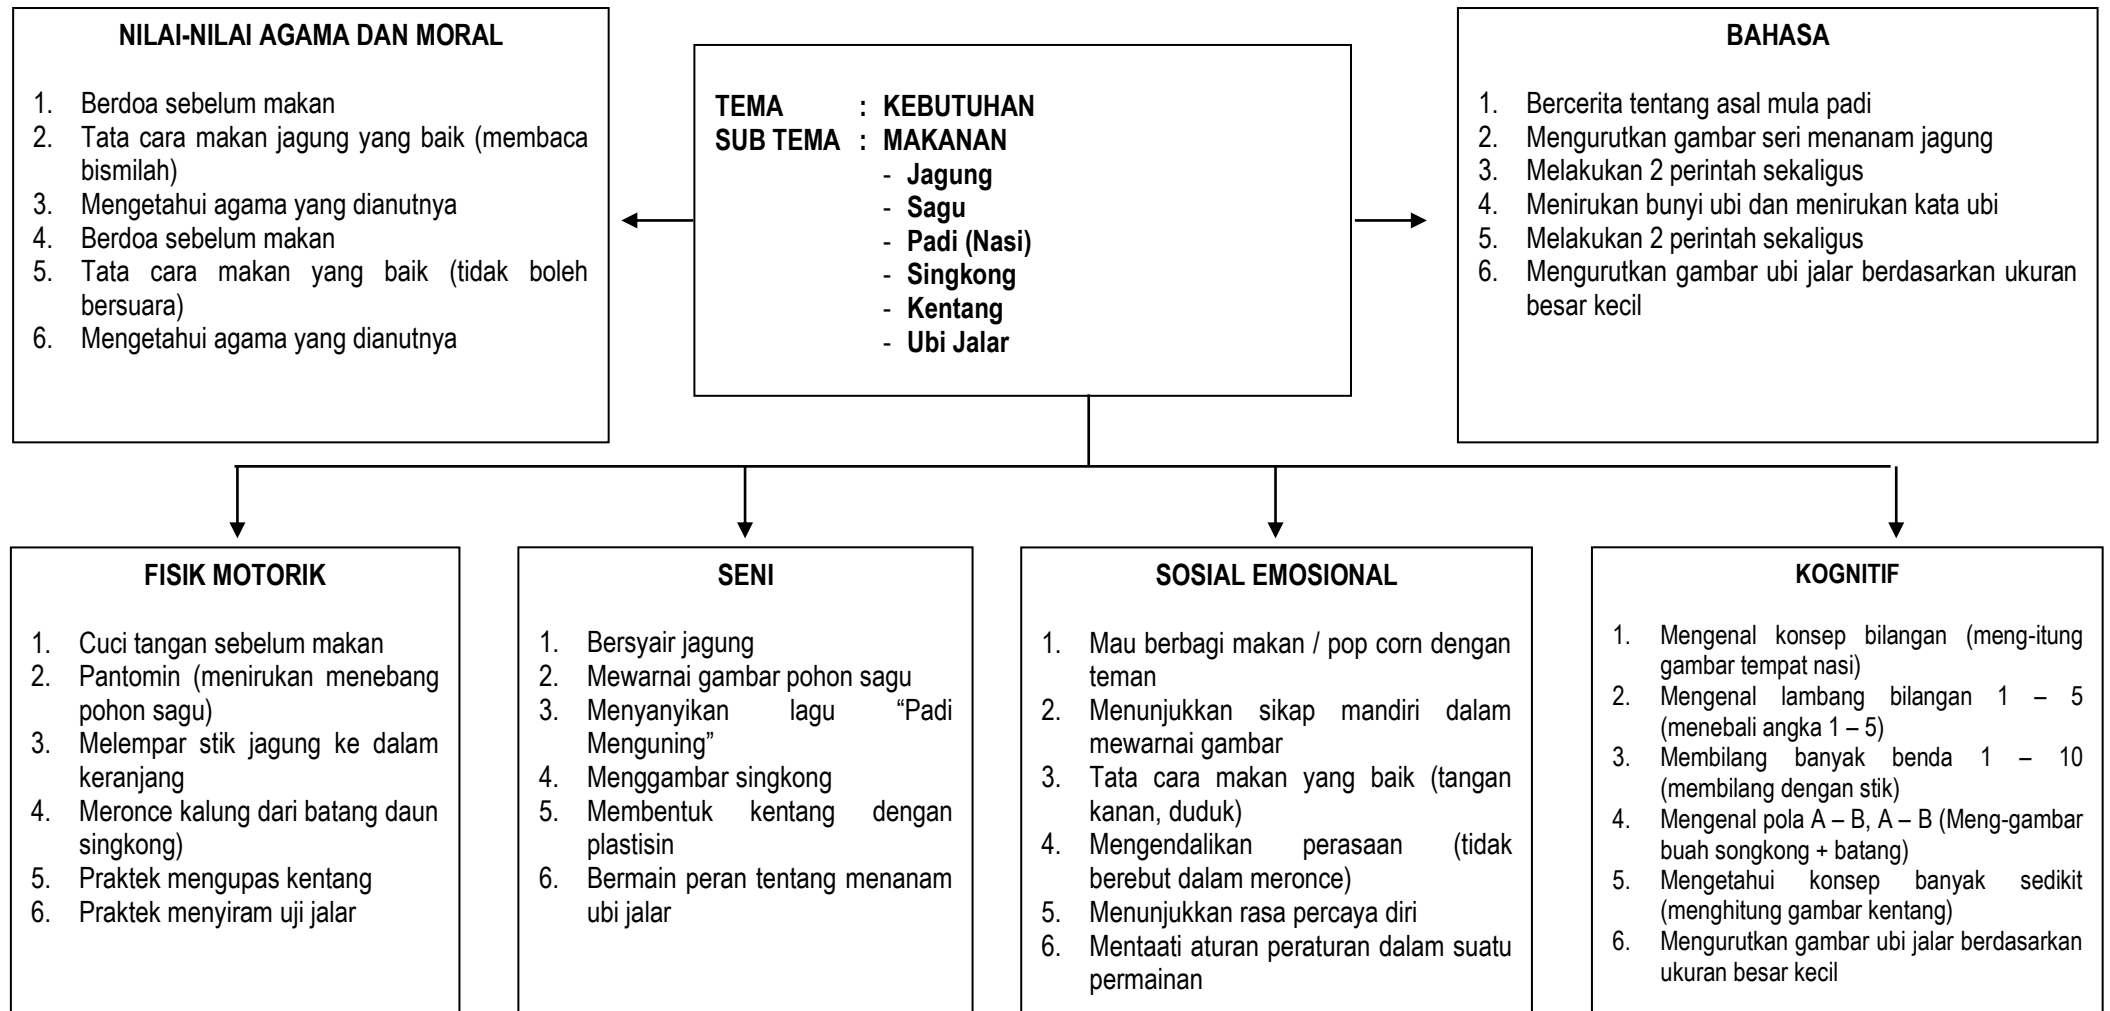 NILAI-NILAI AGAMA DAN MORAL
1. Berdoa sebelum makan
2. Tata cara makan jagung yang baik (membaca
bismilah)
3. Mengetahui agama yang dianutnya
4. Berdoa sebelum makan
5. Tata cara makan yang baik (tidak boleh
bersuara)
6. Mengetahui agama yang dianutnya
TEMA : KEBUTUHAN
SUB TEMA : MAKANAN
- Jagung
- Sagu
- Padi (Nasi)
- Singkong
- Kentang
- Ubi Jalar
BAHASA
1. Bercerita tentang asal mula padi
2. Mengurutkan gambar seri menanam jagung
3. Melakukan 2 perintah sekaligus
4. Menirukan bunyi ubi dan menirukan kata ubi
5. Melakukan 2 perintah sekaligus
6. Mengurutkan gambar ubi jalar berdasarkan ukuran
besar kecil
FISIK MOTORIK
1. Cuci tangan sebelum makan
2. Pantomin (menirukan menebang
pohon sagu)
3. Melempar stik jagung ke dalam
keranjang
4. Meronce kalung dari batang daun
singkong)
5. Praktek mengupas kentang
6. Praktek menyiram uji jalar
SENI
1. Bersyair jagung
2. Mewarnai gambar pohon sagu
3. Menyanyikan lagu “Padi
Menguning”
4. Menggambar singkong
5. Membentuk kentang dengan
plastisin
6. Bermain peran tentang menanam
ubi jalar
SOSIAL EMOSIONAL
1. Mau berbagi makan / pop corn dengan
teman
2. Menunjukkan sikap mandiri dalam
mewarnai gambar
3. Tata cara makan yang baik (tangan
kanan, duduk)
4. Mengendalikan perasaan (tidak
berebut dalam meronce)
5. Menunjukkan rasa percaya diri
6. Mentaati aturan peraturan dalam suatu
permainan
KOGNITIF
1. Mengenal konsep bilangan (meng-itung
gambar tempat nasi)
2. Mengenal lambang bilangan 1 – 5
(menebali angka 1 – 5)
3. Membilang banyak benda 1 – 10
(membilang dengan stik)
4. Mengenal pola A – B, A – B (Meng-gambar
buah songkong + batang)
5. Mengetahui konsep banyak sedikit
(menghitung gambar kentang)
6. Mengurutkan gambar ubi jalar berdasarkan
ukuran besar kecil